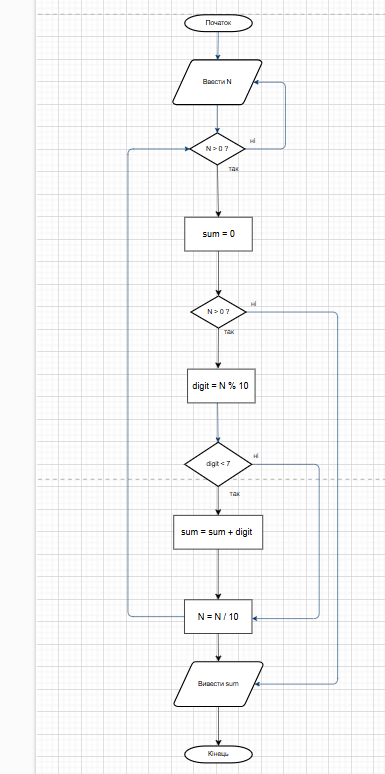 Початок
Ввести N
N > 0 ?
ні
так
sum = 0
N > 0 ?
ні
так
digit = N % 10
digit < 7
ні
так
sum = sum + digit
N = N / 10
Вивести sum
Кінець